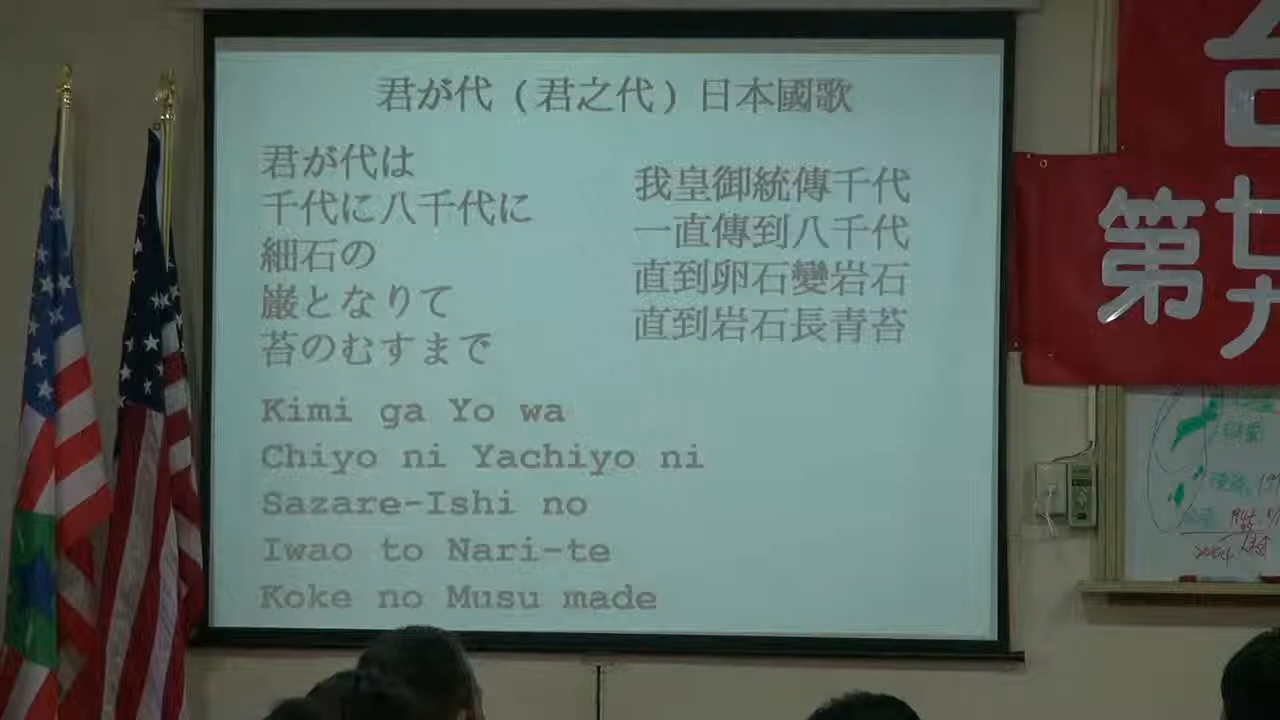 君が代（君之代）日本國歌
君が代は
千代に八千代に
細石の
巌となりて
苔のむすまで
我皇御統傳千代
一直傳到八千代
直到卵石變岩石
直到岩石長青苔
Kimi ga Yo wa
Chiyo ni Yachiyo ni
Sazare-Ishi no
Iwao to Nari-te
Koke no Musu made
第廿